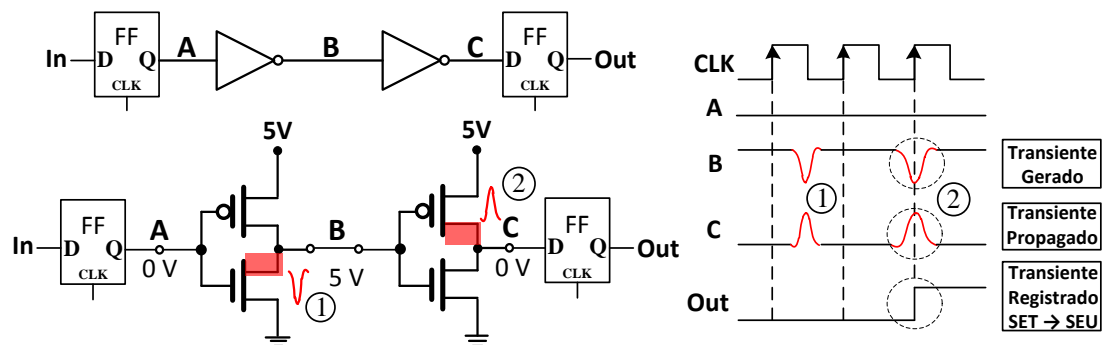 FF
In
D
Q
CLK
A
B
C
FF
D
Q
CLK
Out
5V
5V
FF
In
D
Q
CLK
A
0 V
1
B
5 V
2
C
0 V
FF
D
Q
CLK
Out
CLK
A
B
1
2
Transiente
Gerado
C
Transiente
Propagado
Out
Transiente
Registrado
SET → SEU